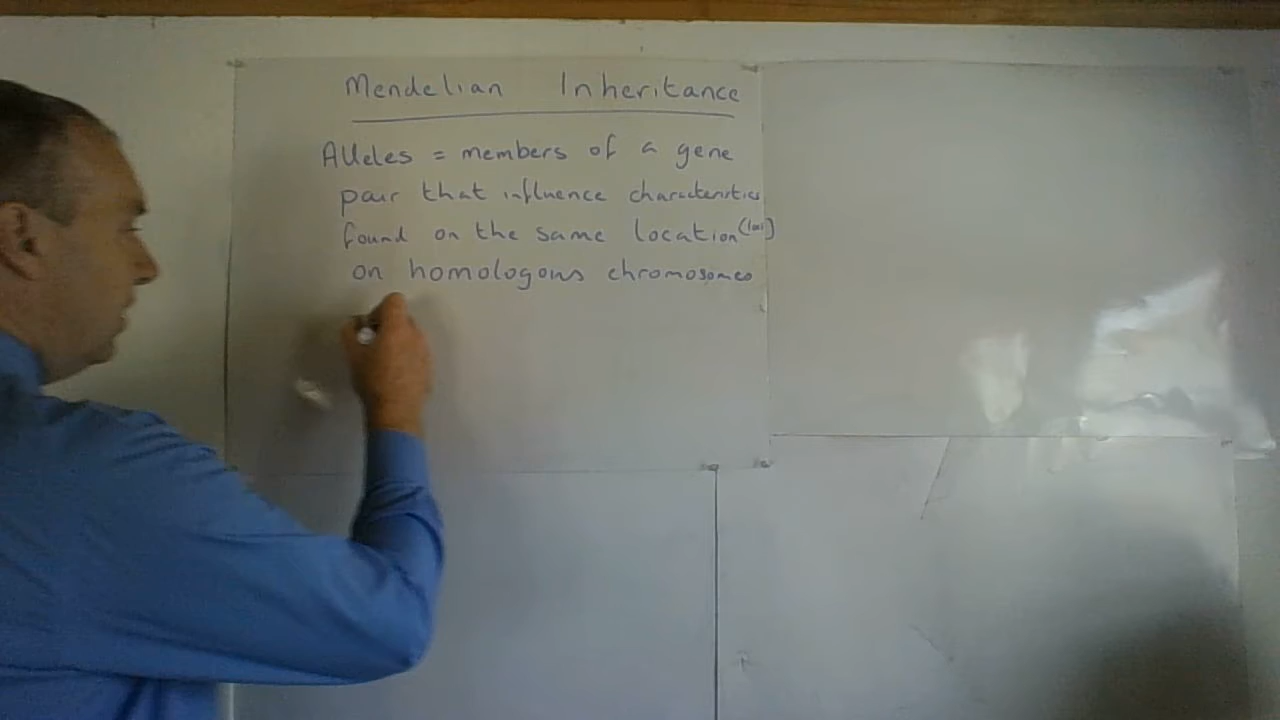 Mendelian Inheritance
Alleles = members of a gene
pair that influence characteristics
found on the same location (loci)
on homologous chromosomes